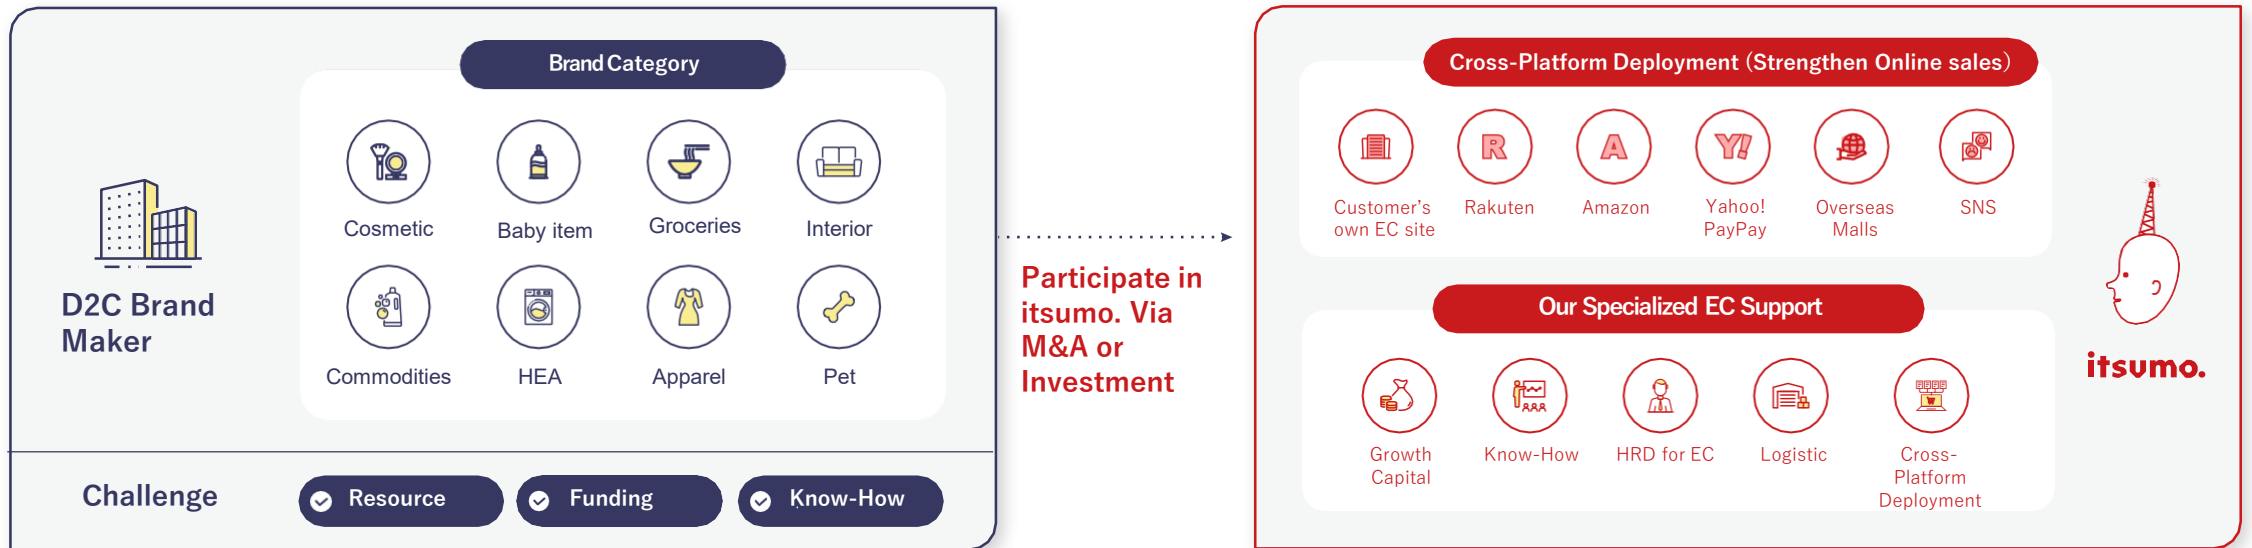 Brand Category
Cosmetic
Baby item
Groceries
Interior
Commodities
HEA
Apparel
Pet
D2C Brand
Maker
Challenge
Resource
Funding
Know-How
Participate in
itsumo. Via
M&A or
Investment
Cross-Platform Deployment (Strengthen Online sales)
R
A
Y!
Customer's
own EC site
Rakuten
Amazon
Yahoo!
PayPay
Overseas
Malls
SNS
Our Specialized EC Support
Growth
Capital
Know-How
HRD for EC
Logistic
Cross-
Platform
Deployment
itsumo.